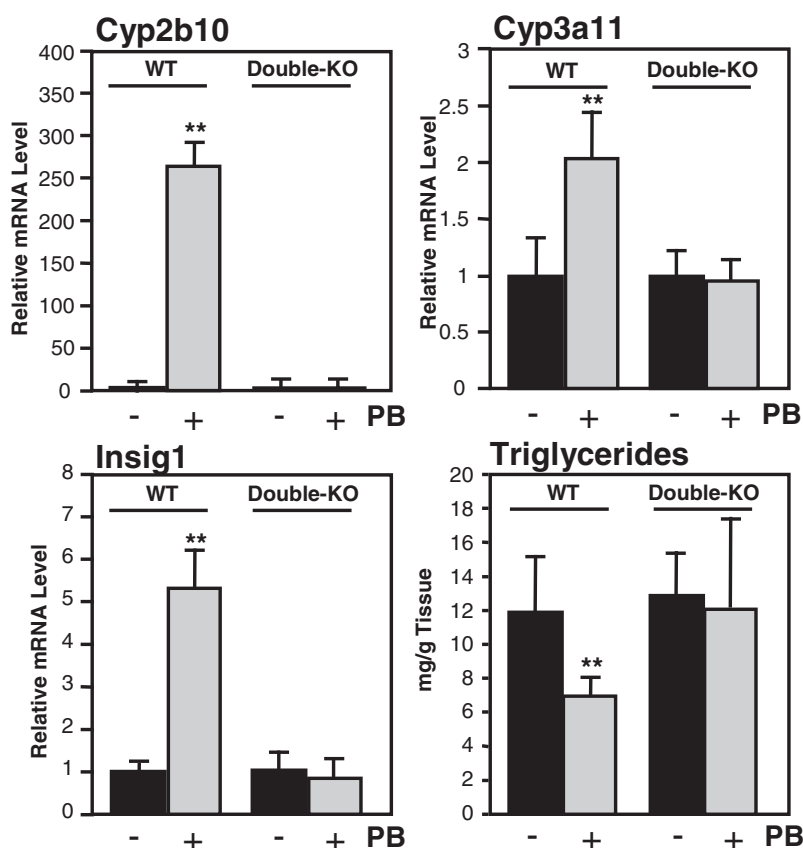 Cyp2b10
Relative mRNA Level
400
350
300
250
200
150
100
50
0
WT
Double-KO
**
- + - + PB
Cyp3a11
Relative mRNA Level
3
2.5
2
1.5
1
0.5
0
WT
Double-KO
**
- + - + PB
Insig1
Relative mRNA Level
8
7
6
5
4
3
2
1
0
WT
Double-KO
**
- + - + PB
Triglycerides
mg/g Tissue
20
18
16
14
12
10
8
6
4
2
0
WT
Double-KO
**
- + - + PB